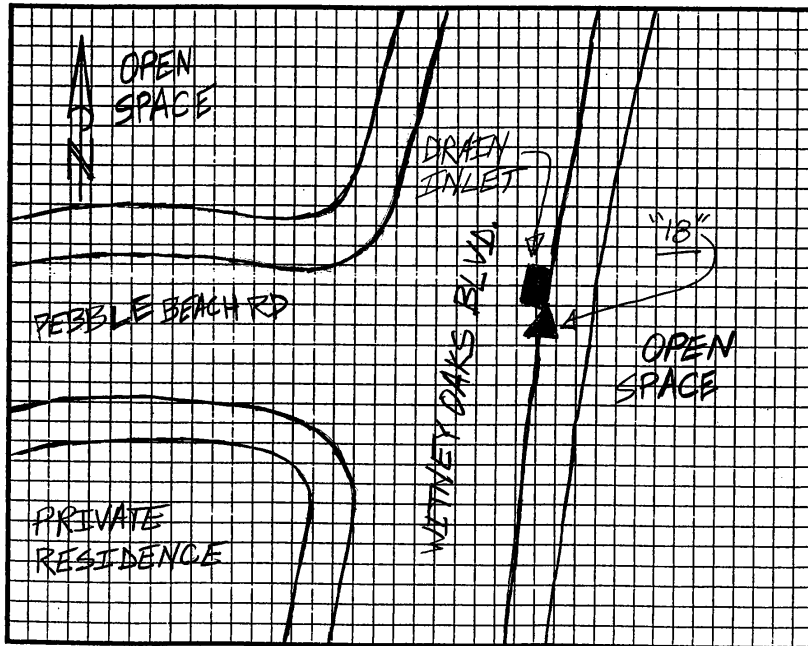 OPEN
SPACE
N
DRAIN
INLET
"18"
PEBBLE BEACH RD
WITNEY OAKS BLVD.
OPEN
SPACE
PRIVATE
RESIDENCE